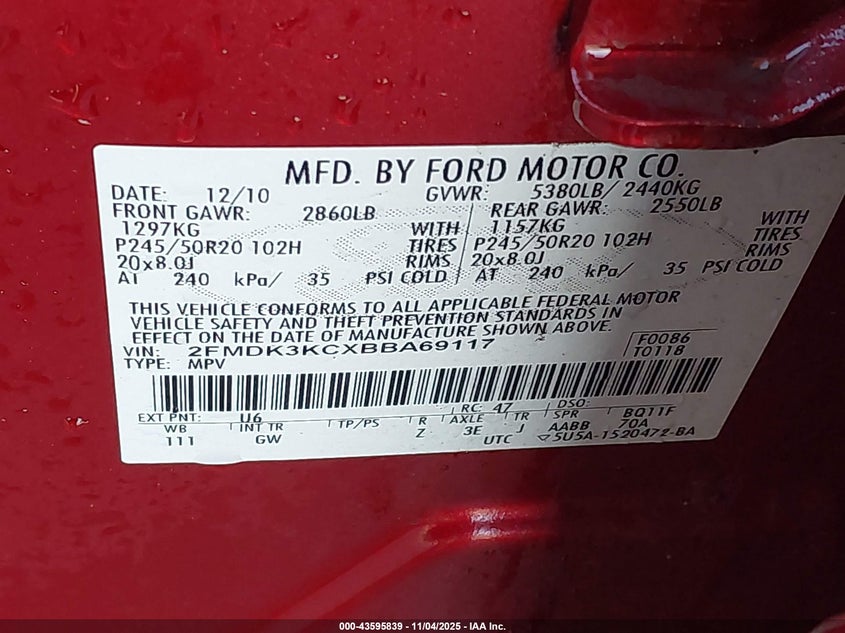 MFD. BY FORD MOTOR CO.
DATE: 12/10 GVWR: 5380LB/ 2440KG
FRONT GAWR: 2860LB REAR GAWR: 2550LB
1297KG WITH 1157KG WITH
P245/50R20 102H TIRES P245/50R20 102H TIRES
20x8.0J RIMS 20x8.0J RIMS
AT 240 kPa/ 35 PSI COLD AT 240 kPa/ 35 PSI COLD
THIS VEHICLE CONFORMS TO ALL APPLICABLE FEDERAL MOTOR
VEHICLE SAFETY AND THEFT PREVENTION STANDARDS IN
EFFECT ON THE DATE OF MANUFACTURE SHOWN ABOVE.
VIN: 2FMDK3KCXBBA69117 F0086
TYPE: MPV T0118
EXT PNT: U6 RC: 47 DSO:
WB INT TR TP/PS R AXLE TR SPR BQ11F
111 GW Z 3E J AABB 70A
UTC ▽5U5A-1520472-BA
000-43595839 - 11/04/2025 - IAA Inc.